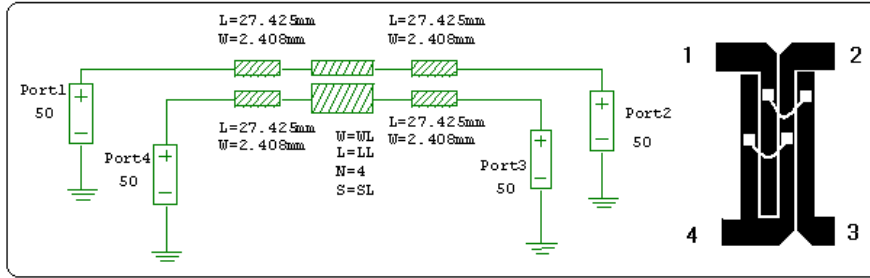 L=27.425mm L=27.425mm
W=2.408mm W=2.408mm
1 2
Port1
50
Port2
50
L=27.425mm L=27.425mm
W=2.408mm W=2.408mm
W=WL
L=LL
N=4
S=SL
Port4
50
Port3
50
4 3